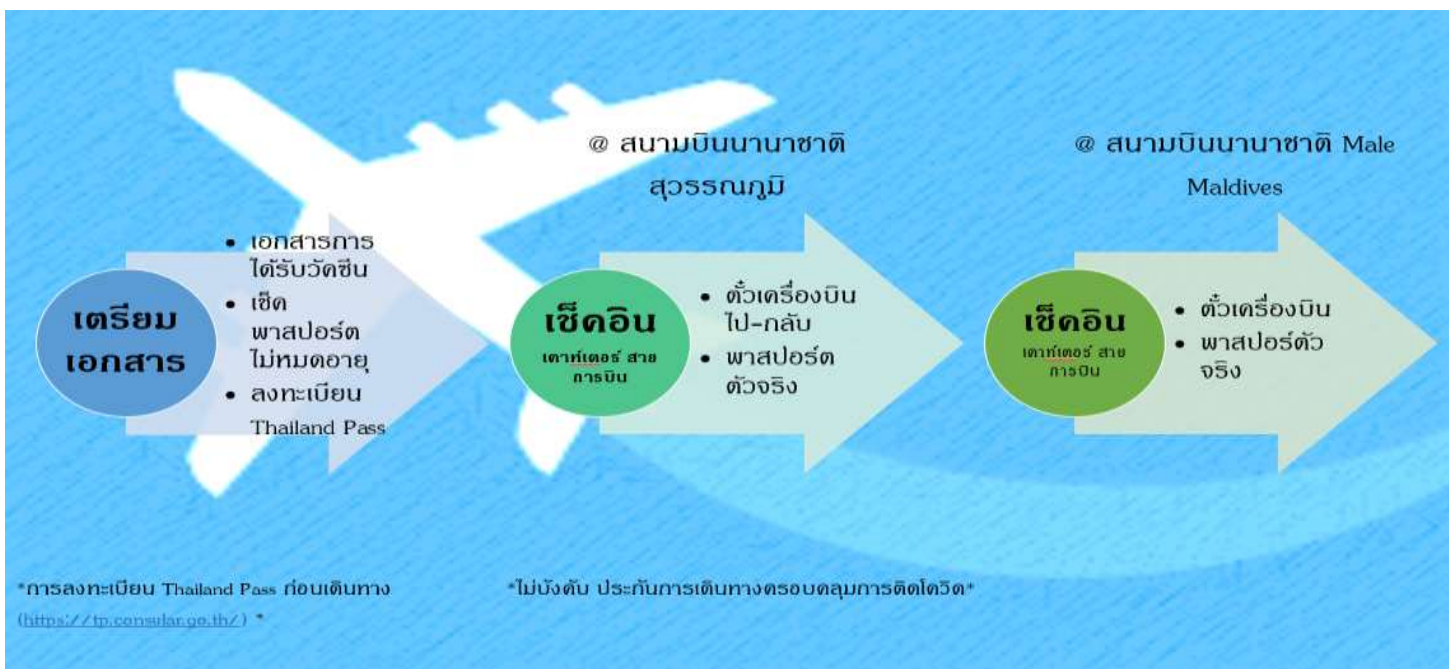 @ สนามบินนานาชาติ
สุวรรณภูมิ
@ สนามบินนานาชาติ Male
Maldives
เตรียม
เอกสาร
• เอกสารการ
ได้รับวัคซีน
• เช็ค
พาสปอร์ต
ไม่หมดอายุ
• ลงทะเบียน
Thailand Pass
เช็คอิน
เคาท์เตอร์ สาย
การบิน
• ตั๋วเครื่องบิน
ไป-กลับ
• พาสปอร์ต
ตัวจริง
เช็คอิน
เคาท์เตอร์ สาย
การบิน
• ตั๋วเครื่องบิน
• พาสปอร์ตัว
จริง
*การลงทะเบียน Thailand Pass ก่อนเดินทาง
(https://tp.consular.go.th/) *
*ไม่บังคับ ประกันการเดินทางครอบคลุมการติดโควิด*